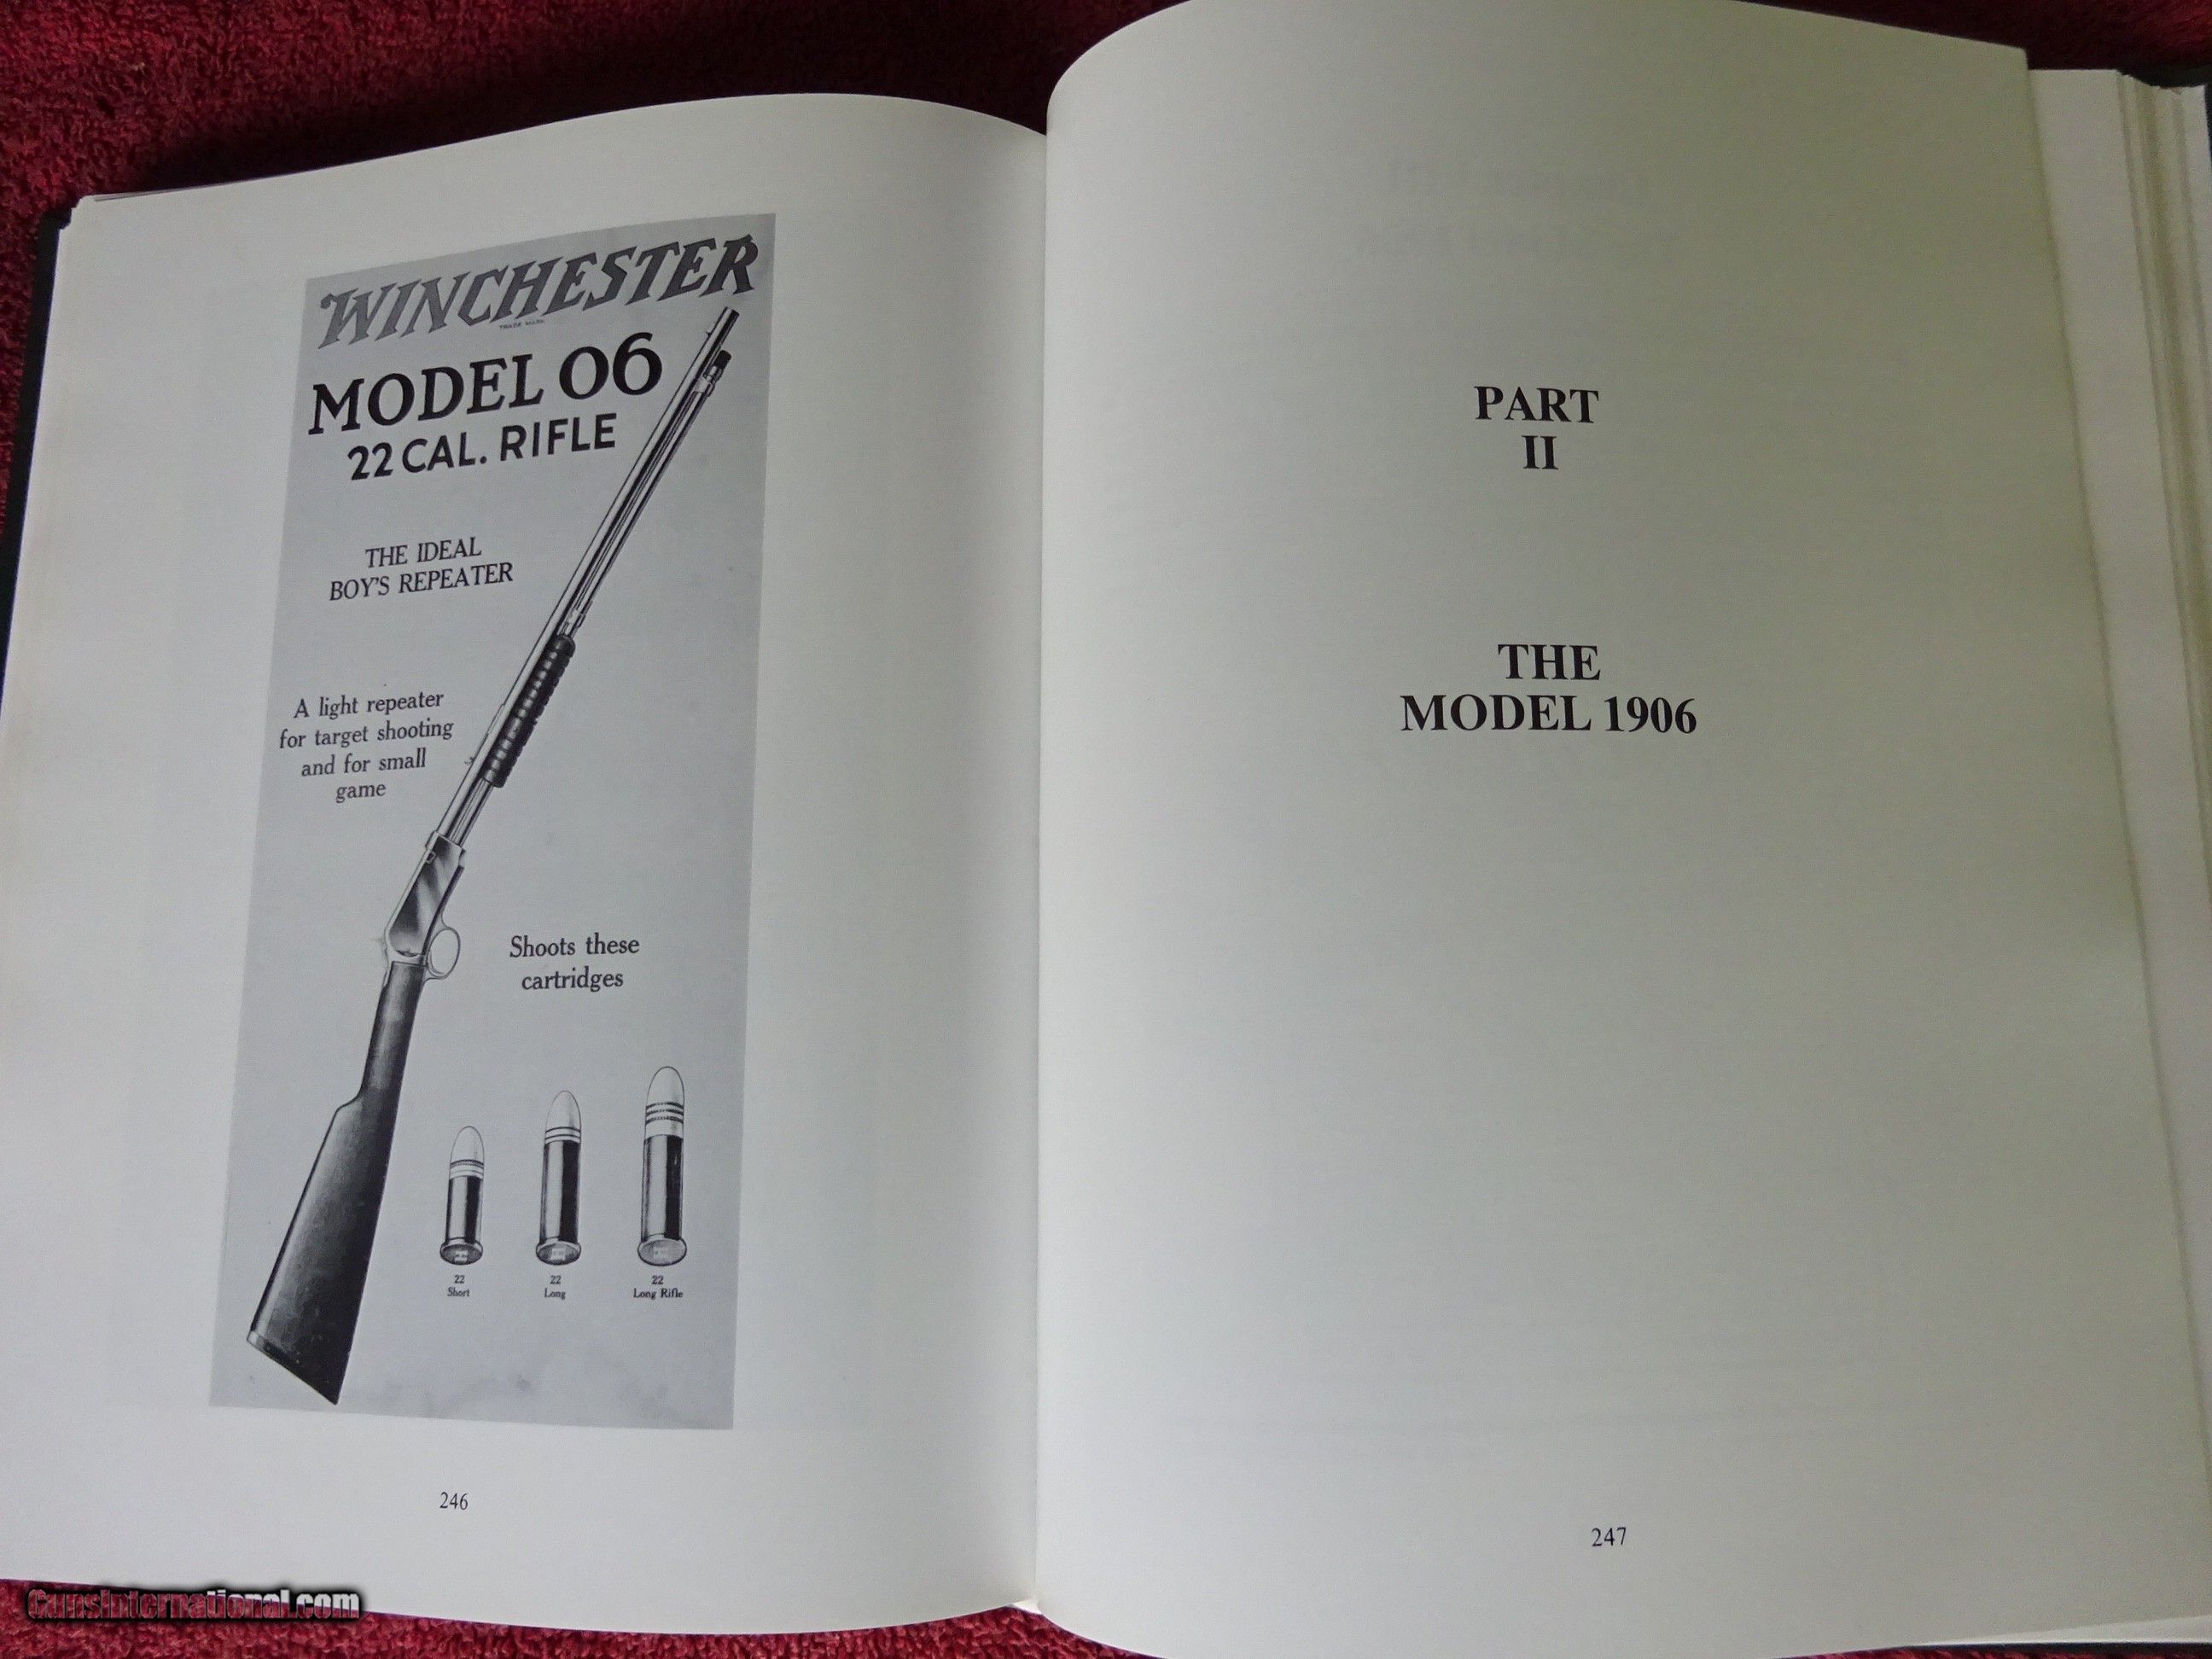 WINCHESTER
TRADE MARK
MODEL 06
22 CAL. RIFLE
THE IDEAL
BOY'S REPEATER
A light repeater
for target shooting
and for small
game
Shoots these
cartridges
22
Short
22
Long
22
Long Rifle
246
PART
II
THE
MODEL 1906
247
GunsInternational.com